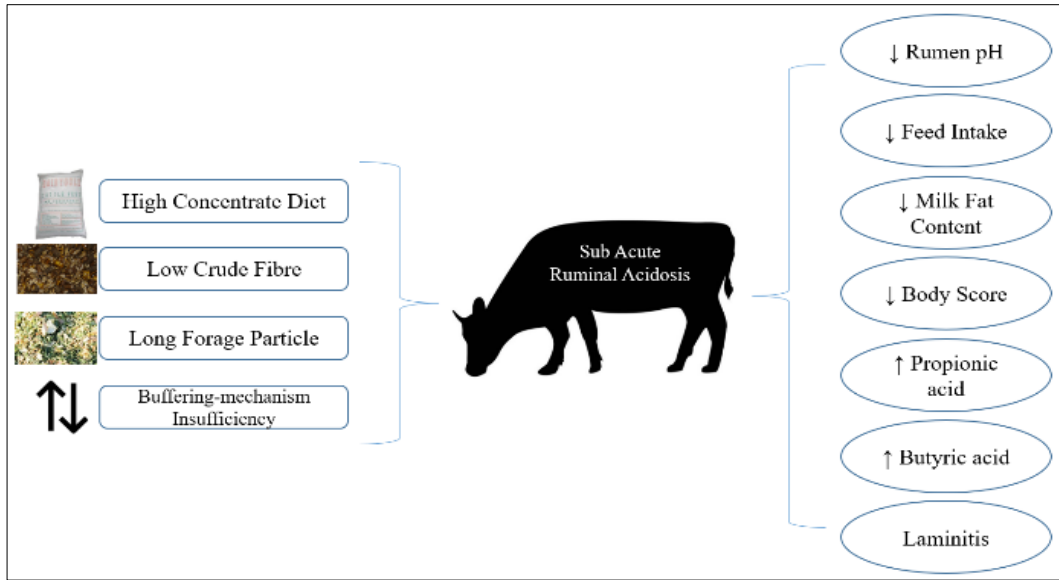 High Concentrate Diet
Low Crude Fibre
Long Forage Particle
Buffering-mechanism
Insufficiency
Sub Acute
Ruminal Acidosis
↓ Rumen pH
↓ Feed Intake
↓ Milk Fat
Content
↓ Body Score
↑ Propionic
acid
↑ Butyric acid
Laminitis